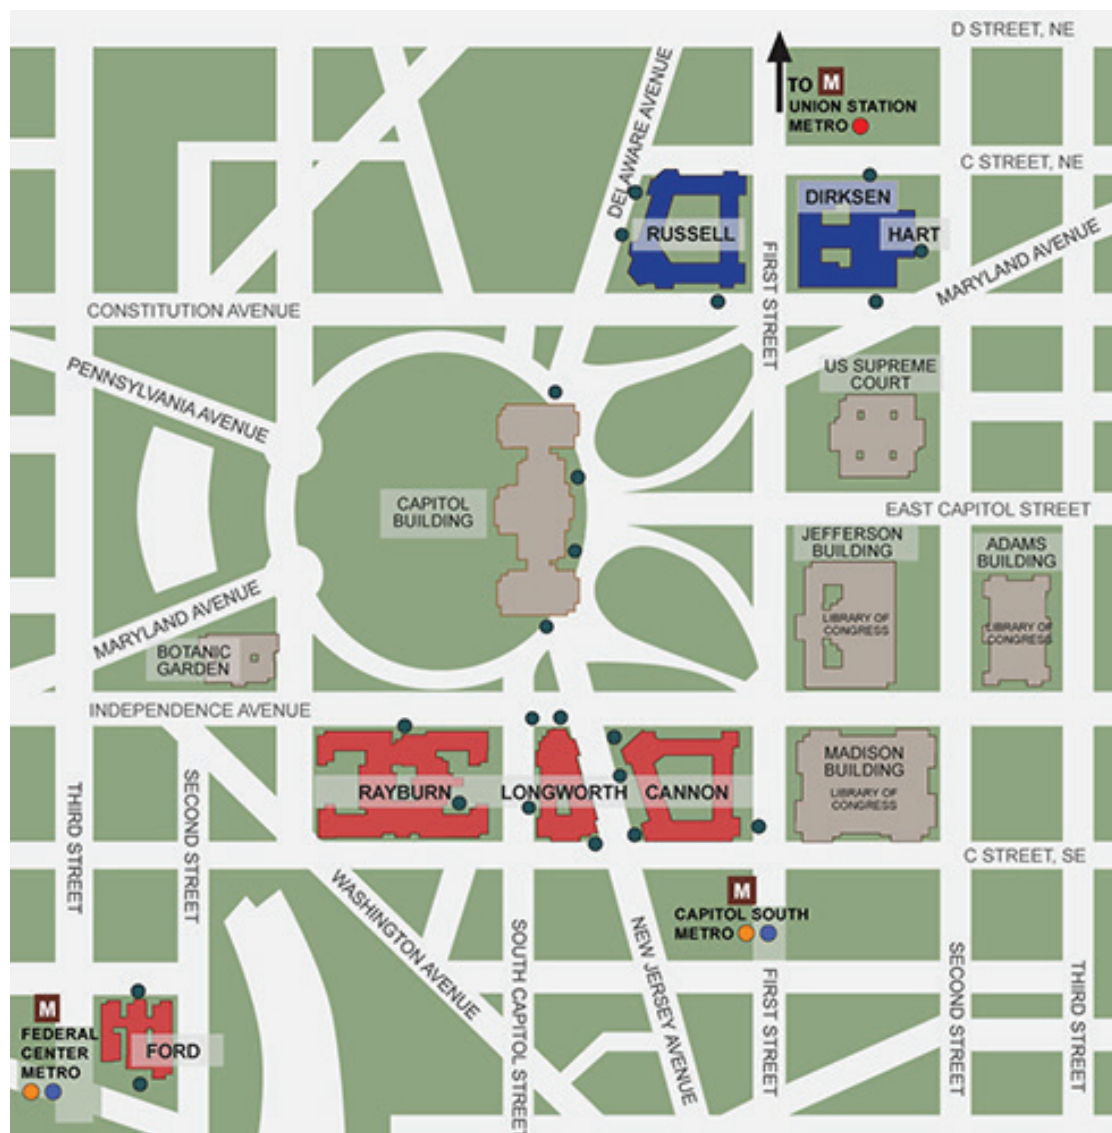 D STREET, NE
TO M
UNION STATION
METRO
C STREET, NE
DELAWARE AVENUE
DIRKSEN
RUSSELL
HART
MARYLAND AVENUE
FIRST STREET
CONSTITUTION AVENUE
PENNSYLVANIA AVENUE
US SUPREME
COURT
CAPITOL
BUILDING
EAST CAPITOL STREET
JEFFERSON
BUILDING
ADAMS
BUILDING
LIBRARY OF
CONGRESS
LIBRARY OF
CONGRESS
MARYLAND AVENUE
BOTANIC
GARDEN
INDEPENDENCE AVENUE
MADISON
BUILDING
LIBRARY OF
CONGRESS
RAYBURN
LONGWORTH
CANNON
THIRD STREET
SECOND STREET
C STREET, SE
WASHINGTON AVENUE
M
CAPITOL SOUTH
METRO
SOUTH CAPITOL STREET
NEW JERSEY AVENUE
FIRST STREET
SECOND STREET
THIRD STREET
M
FEDERAL
CENTER
METRO
FORD